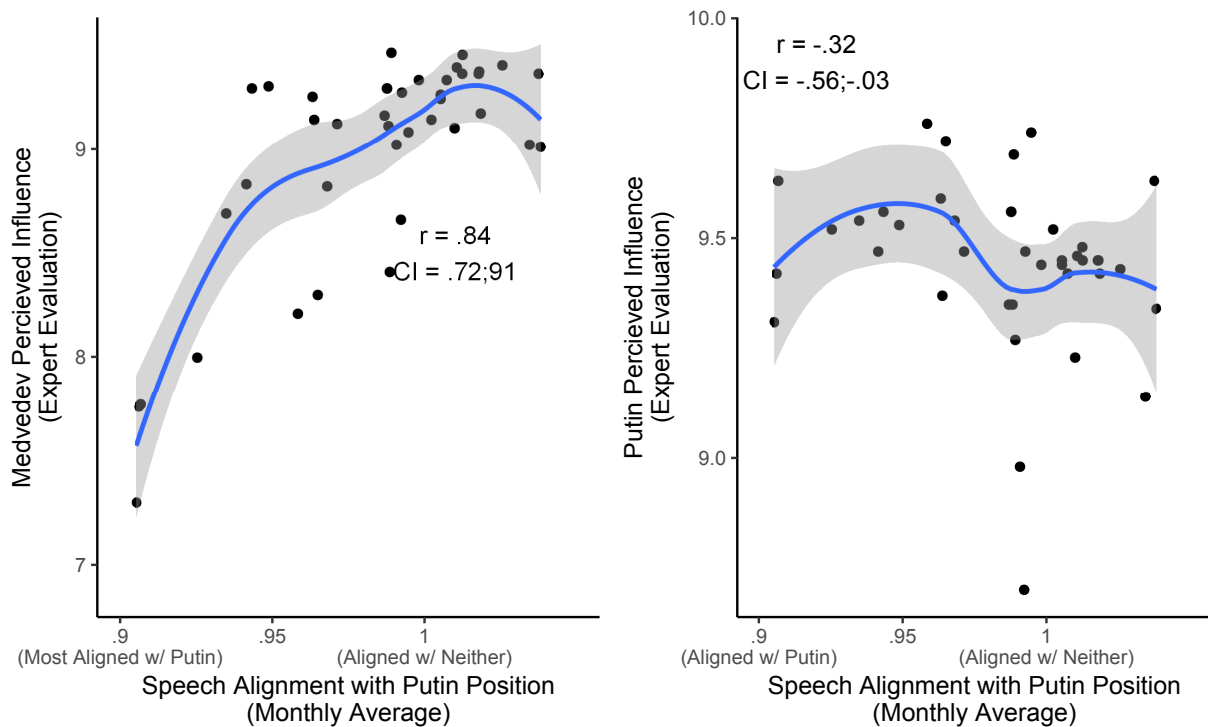 Medvedev Percieved Influence
(Expert Evaluation)
9
8
7
r = .84
CI = .72;91
.9
.95
1
(Most Aligned w/ Putin)
(Aligned w/ Neither)
Speech Alignment with Putin Position
(Monthly Average)
Putin Percieved Influence
(Expert Evaluation)
10.0
9.5
9.0
r = -.32
CI = -.56;-.03
.9
.95
1
(Aligned w/ Putin)
(Aligned w/ Neither)
Speech Alignment with Putin Position
(Monthly Average)